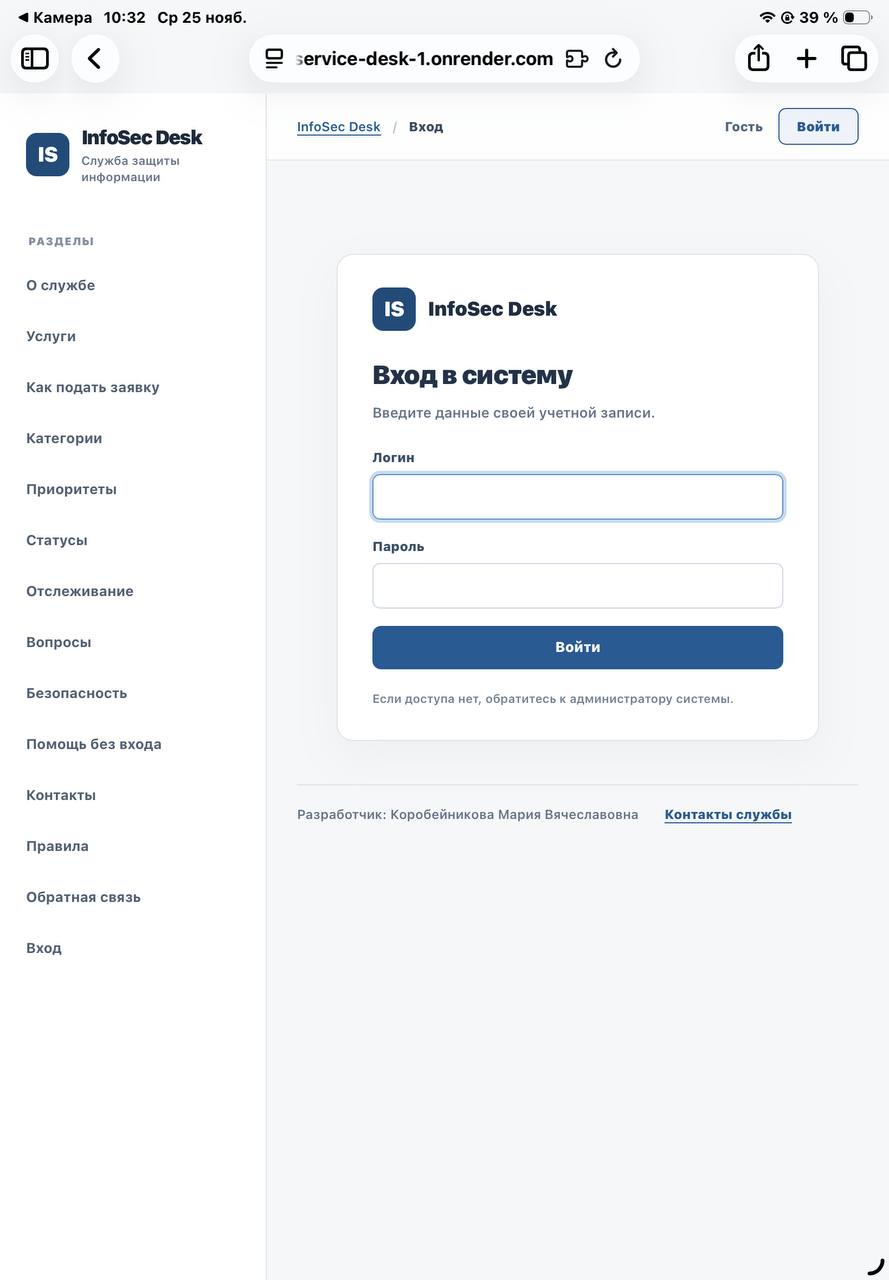 Камера 10:32 Ср 25 нояб. 39 %
service-desk-1.onrender.com
IS InfoSec Desk
Служба защиты
информации
InfoSec Desk / Вход Гость Войти
РАЗДЕЛЫ
О службе
Услуги
Как подать заявку
Категории
Приоритеты
Статусы
Отслеживание
Вопросы
Безопасность
Помощь без входа
Контакты
Правила
Обратная связь
Вход
IS InfoSec Desk
Вход в систему
Введите данные своей учетной записи.
Логин
Пароль
Войти
Если доступа нет, обратитесь к администратору системы.
Разработчик: Коробейникова Мария Вячеславовна Контакты службы